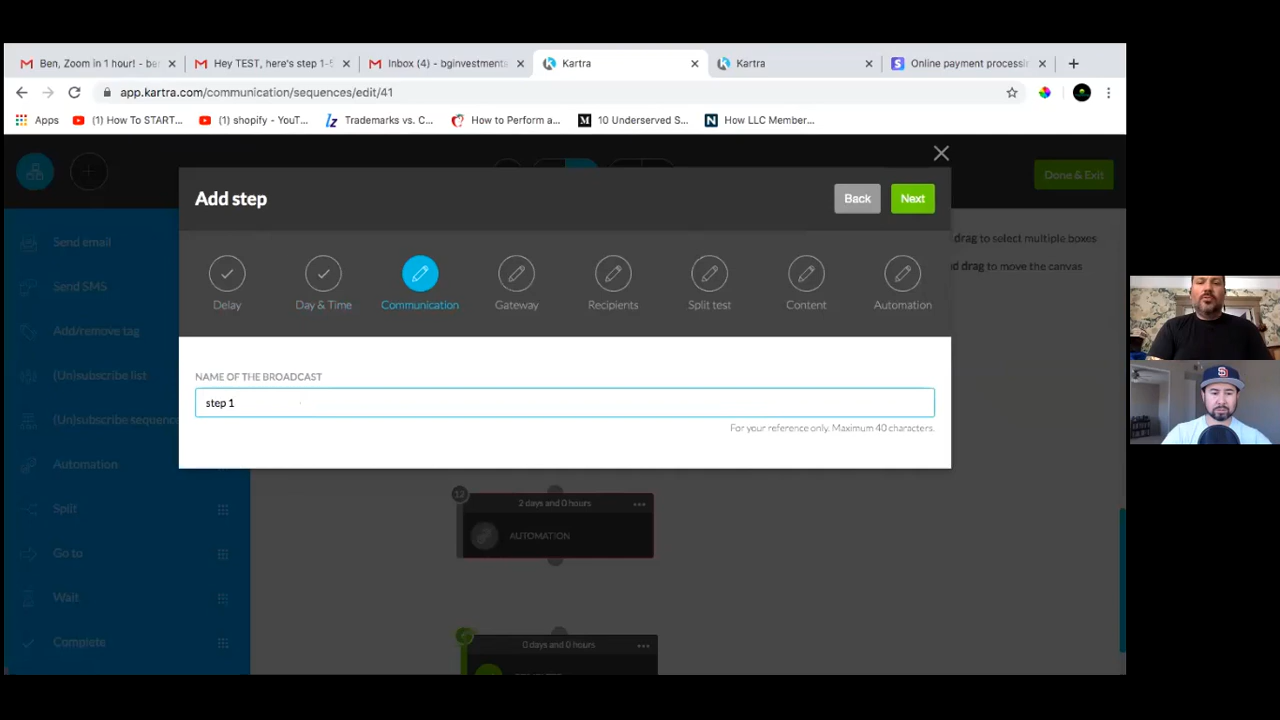 Ben, Zoom in 1 hour! - be
Hey TEST, here's step 1-5
Inbox (4) - bginvestments
Kartra
Kartra
Online payment processi
app.kartra.com/communication/sequences/edit/41
Apps
(1) How To START...
(1) shopify - YouT...
Trademarks vs. C...
How to Perform a...
10 Underserved S...
How LLC Member...
Done & Exit
Add step
Back
Next
Delay
Day & Time
Communication
Gateway
Recipients
Split test
Content
Automation
NAME OF THE BROADCAST
step 1
For your reference only. Maximum 40 characters.
Send email
Send SMS
Add/remove tag
(Un)subscribe list
(Un)subscribe sequence
Automation
Split
Go to
Wait
Complete
drag to select multiple boxes
d drag to move the canvas
12
2 days and 0 hours
AUTOMATION
0 days and 0 hours